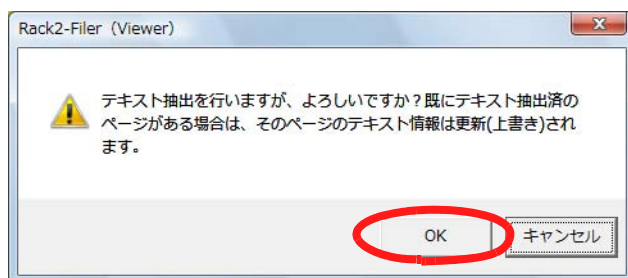 Rack2-Filer（Viewer）
テキスト抽出を行いますが、よろしいですか？既にテキスト抽出済の
ページがある場合は、そのページのテキスト情報は更新(上書き)され
ます。
OK
キャンセル